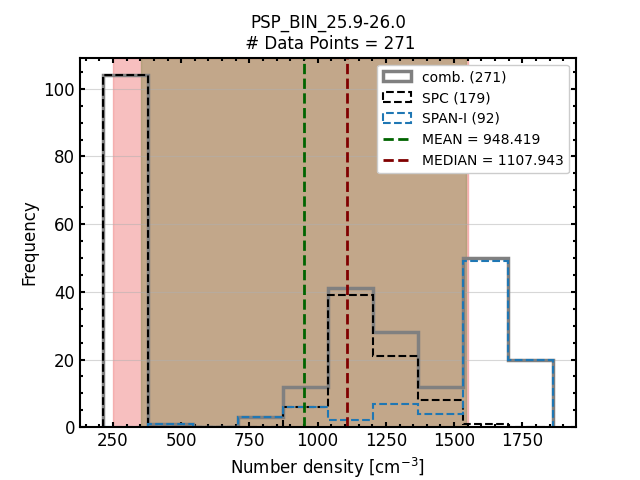 PSP_BIN_25.9-26.0
# Data Points = 271
comb. (271)
SPC (179)
SPAN-I (92)
MEAN = 948.419
MEDIAN = 1107.943
Frequency
100
80
60
40
20
0
250 500 750 1000 1250 1500 1750
Number density [cm⁻³]